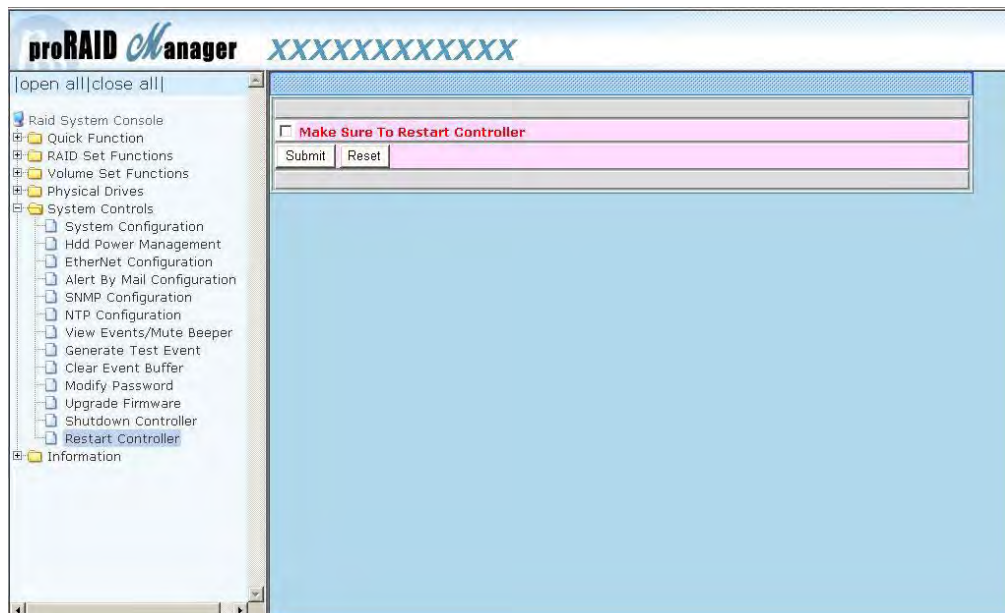 proRAID Manager XXXXXXXXXXXX
|open all|close all|
Raid System Console
Quick Function
RAID Set Functions
Volume Set Functions
Physical Drives
System Controls
System Configuration
Hdd Power Management
EtherNet Configuration
Alert By Mail Configuration
SNMP Configuration
NTP Configuration
View Events/Mute Beeper
Generate Test Event
Clear Event Buffer
Modify Password
Upgrade Firmware
Shutdown Controller
Restart Controller
Information
Make Sure To Restart Controller
Submit Reset